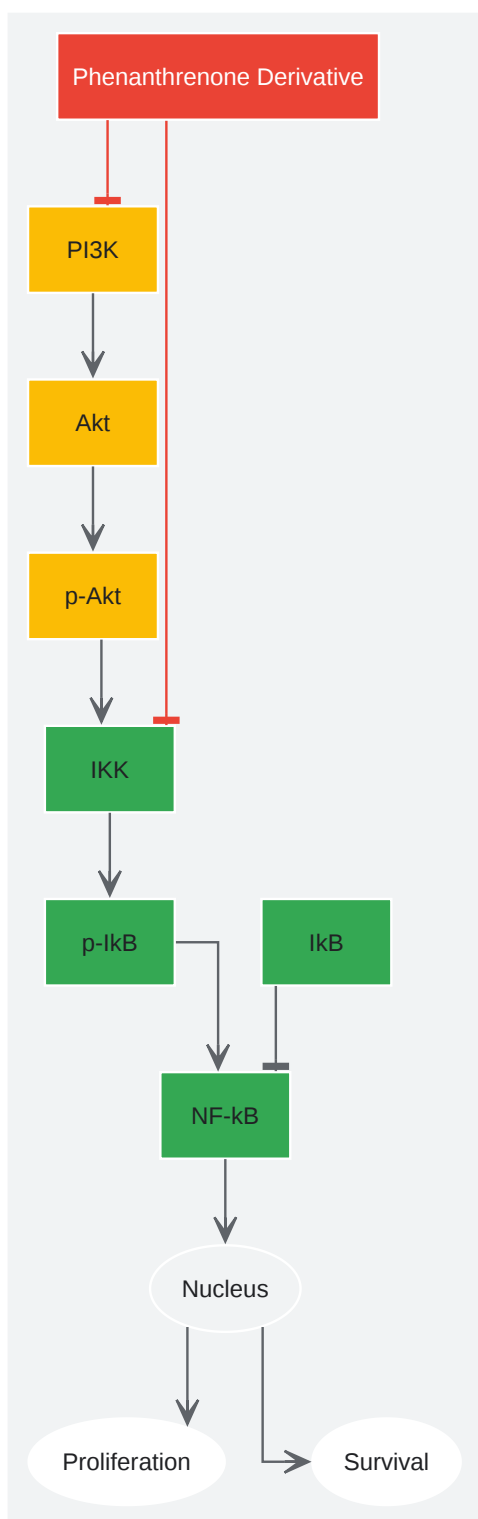 Phenanthrenone Derivative
PI3K
Akt
p-Akt
IKK
p-IkB
IkB
NF-kB
Nucleus
Proliferation
Survival